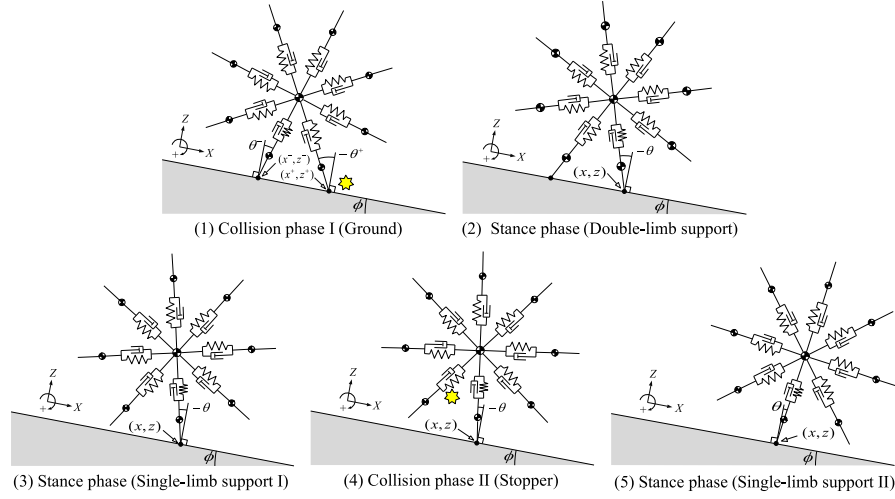 Z
X
+
θ⁻
(x⁻,z⁻)
(x⁺,z⁺)
-θ⁺
ϕ
(1) Collision phase I (Ground)
Z
X
+
-θ
(x,z)
ϕ
(2) Stance phase (Double-limb support)
Z
X
+
-θ
(x,z)
ϕ
(3) Stance phase (Single-limb support I)
Z
X
+
-θ
(x,z)
ϕ
(4) Collision phase II (Stopper)
Z
X
+
θ
(x,z)
ϕ
(5) Stance phase (Single-limb support II)